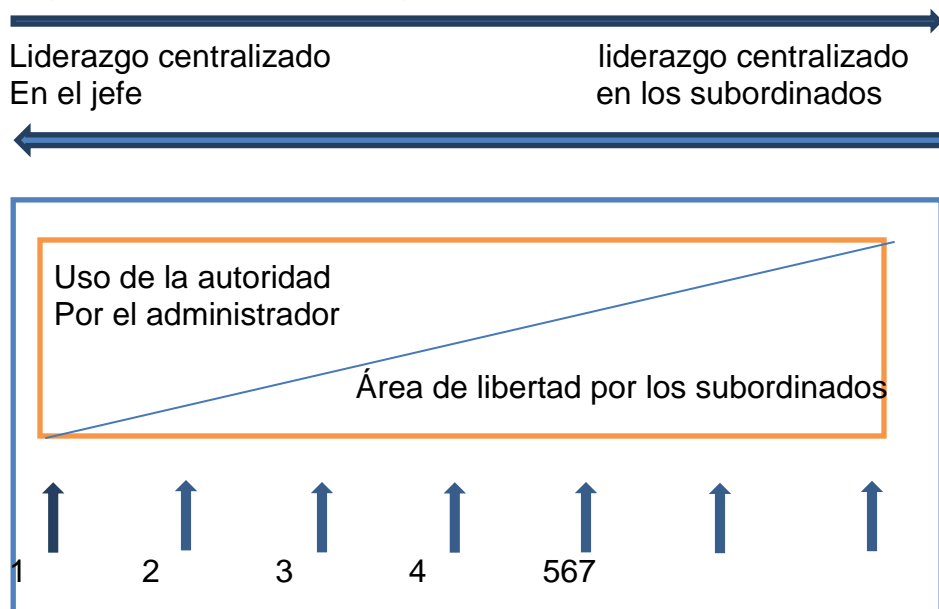 Liderazgo centralizado liderazgo centralizado
En el jefe en los subordinados
Uso de la autoridad
Por el administrador
Área de libertad por los subordinados
1 2 3 4 567